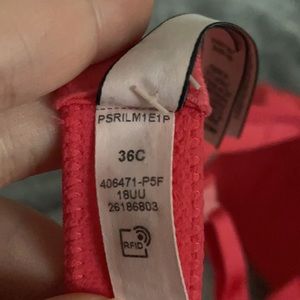 PSRILM1E1P
36C
406471-P5F
18UU
26186803
RFID